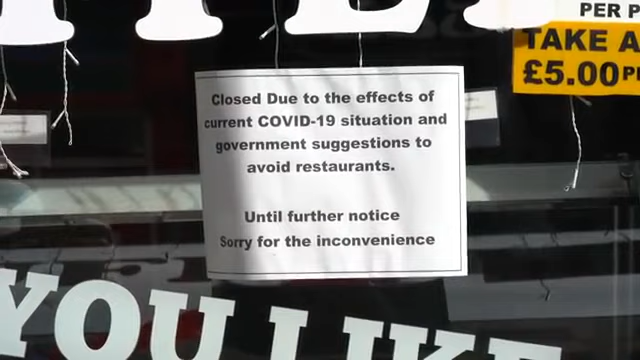 PER P
TAKE A
£5.00 P
Closed Due to the effects of
current COVID-19 situation and
government suggestions to
avoid restaurants.
Until further notice
Sorry for the inconvenience
YOU LIKE